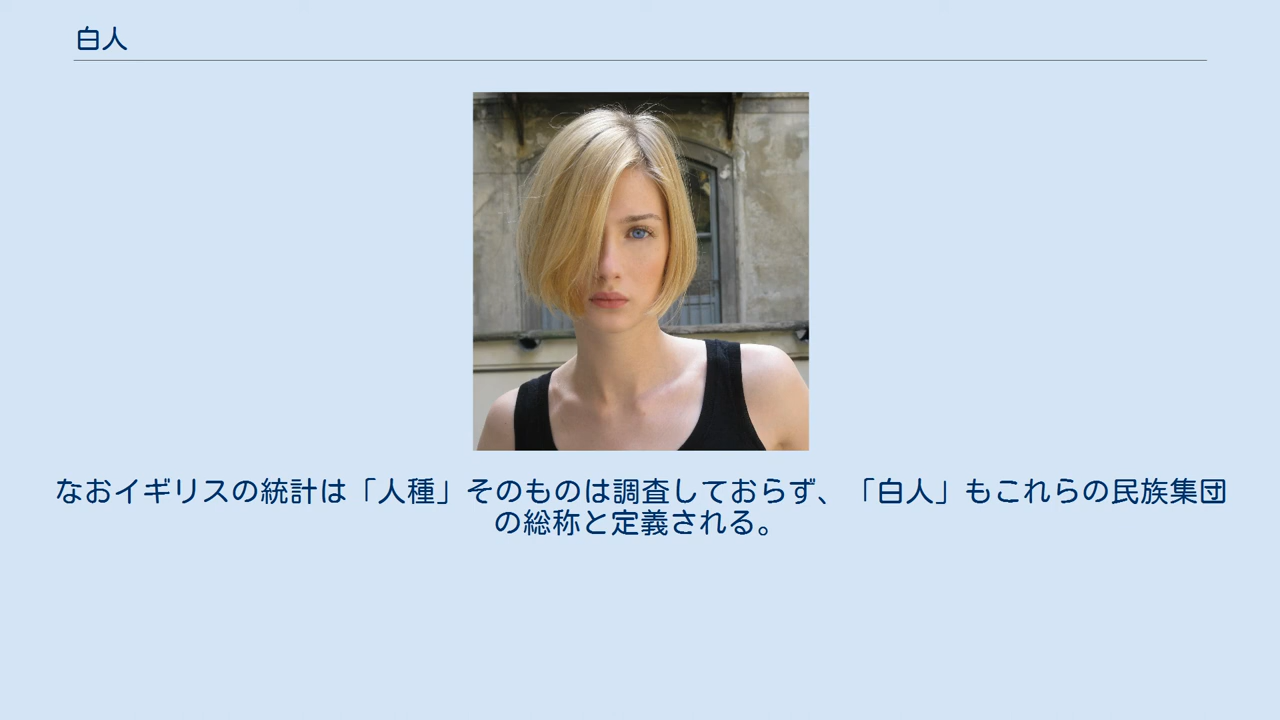 白人
なおイギリスの統計は「人種」そのものは調査しておらず、「白人」もこれらの民族集団
の総称と定義される。